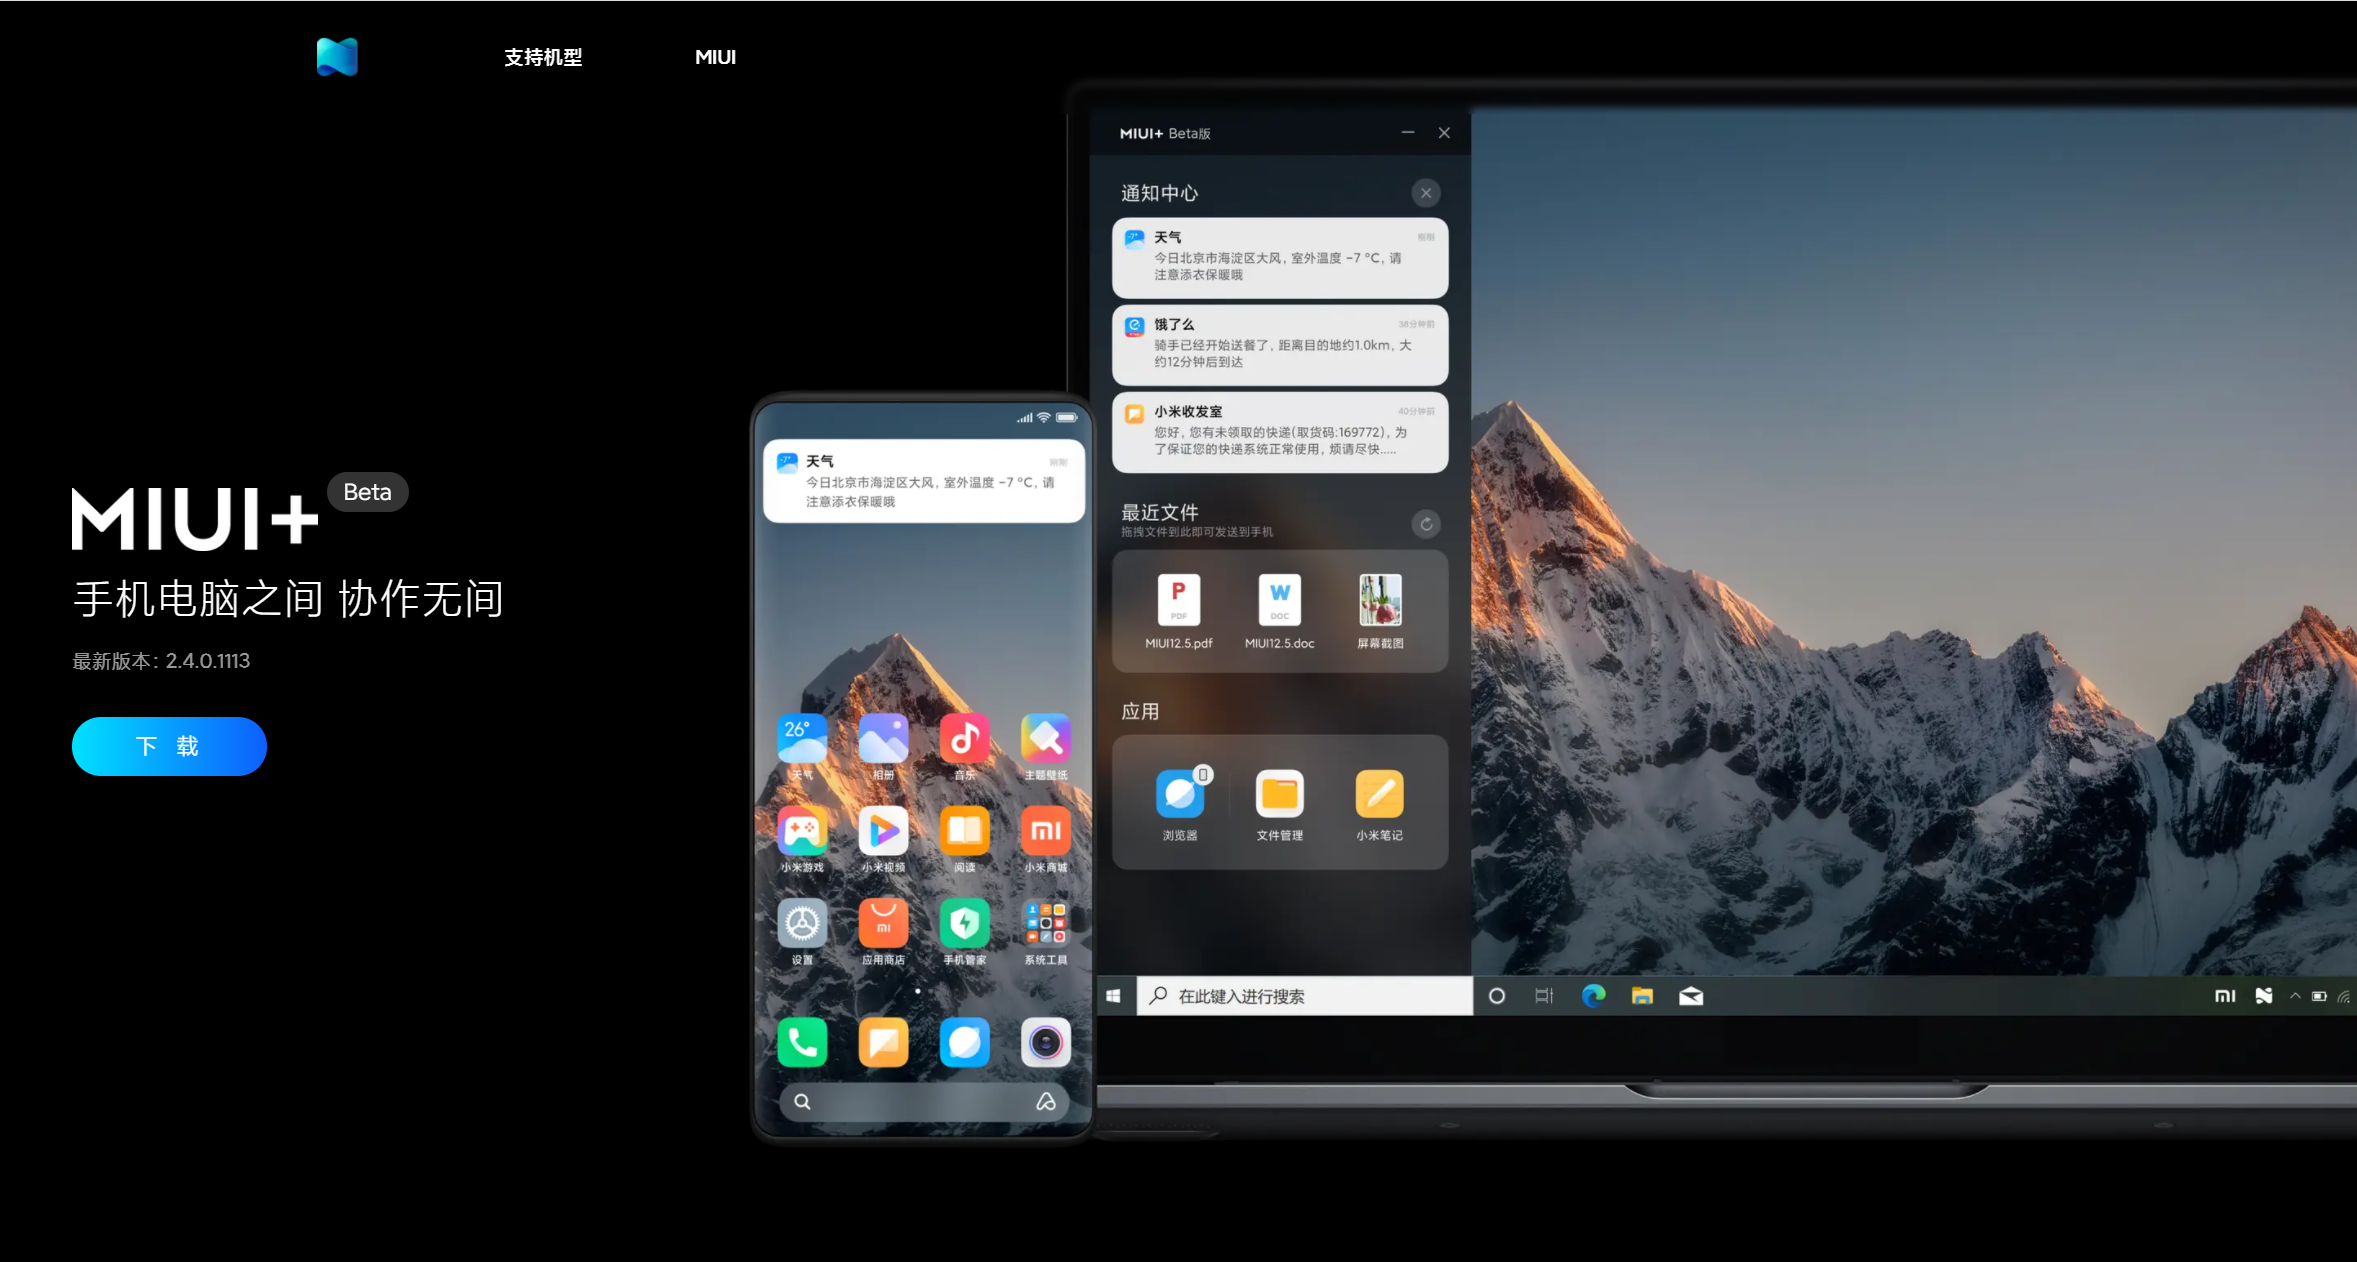 支持机型
MIUI
MIUI+
Beta
手机电脑之间 协作无间
最新版本：2.4.0.1113
下 载
天气
刚刚
今日北京市海淀区大风，室外温度 -7 °C，请
注意添衣保暖哦
26°
天气
相册
音乐
主题壁纸
小米游戏
小米视频
阅读
小米商城
设置
应用商店
手机管家
系统工具
MIUI+ Beta版
通知中心
天气
刚刚
今日北京市海淀区大风，室外温度 -7 °C，请
注意添衣保暖哦
饿了么
38分钟前
骑手已经开始送餐了，距离目的地约1.0km，大
约12分钟后到达
小米收发室
40分钟前
您好，您有未领取的快递(取货码:169772)，为
了保证您的快递系统正常使用，烦请尽快.....
最近文件
拖拽文件到此即可发送到手机
P
PDF
MIUI12.5.pdf
W
DOC
MIUI12.5.doc
屏幕截图
应用
浏览器
文件管理
小米笔记
在此键入进行搜索